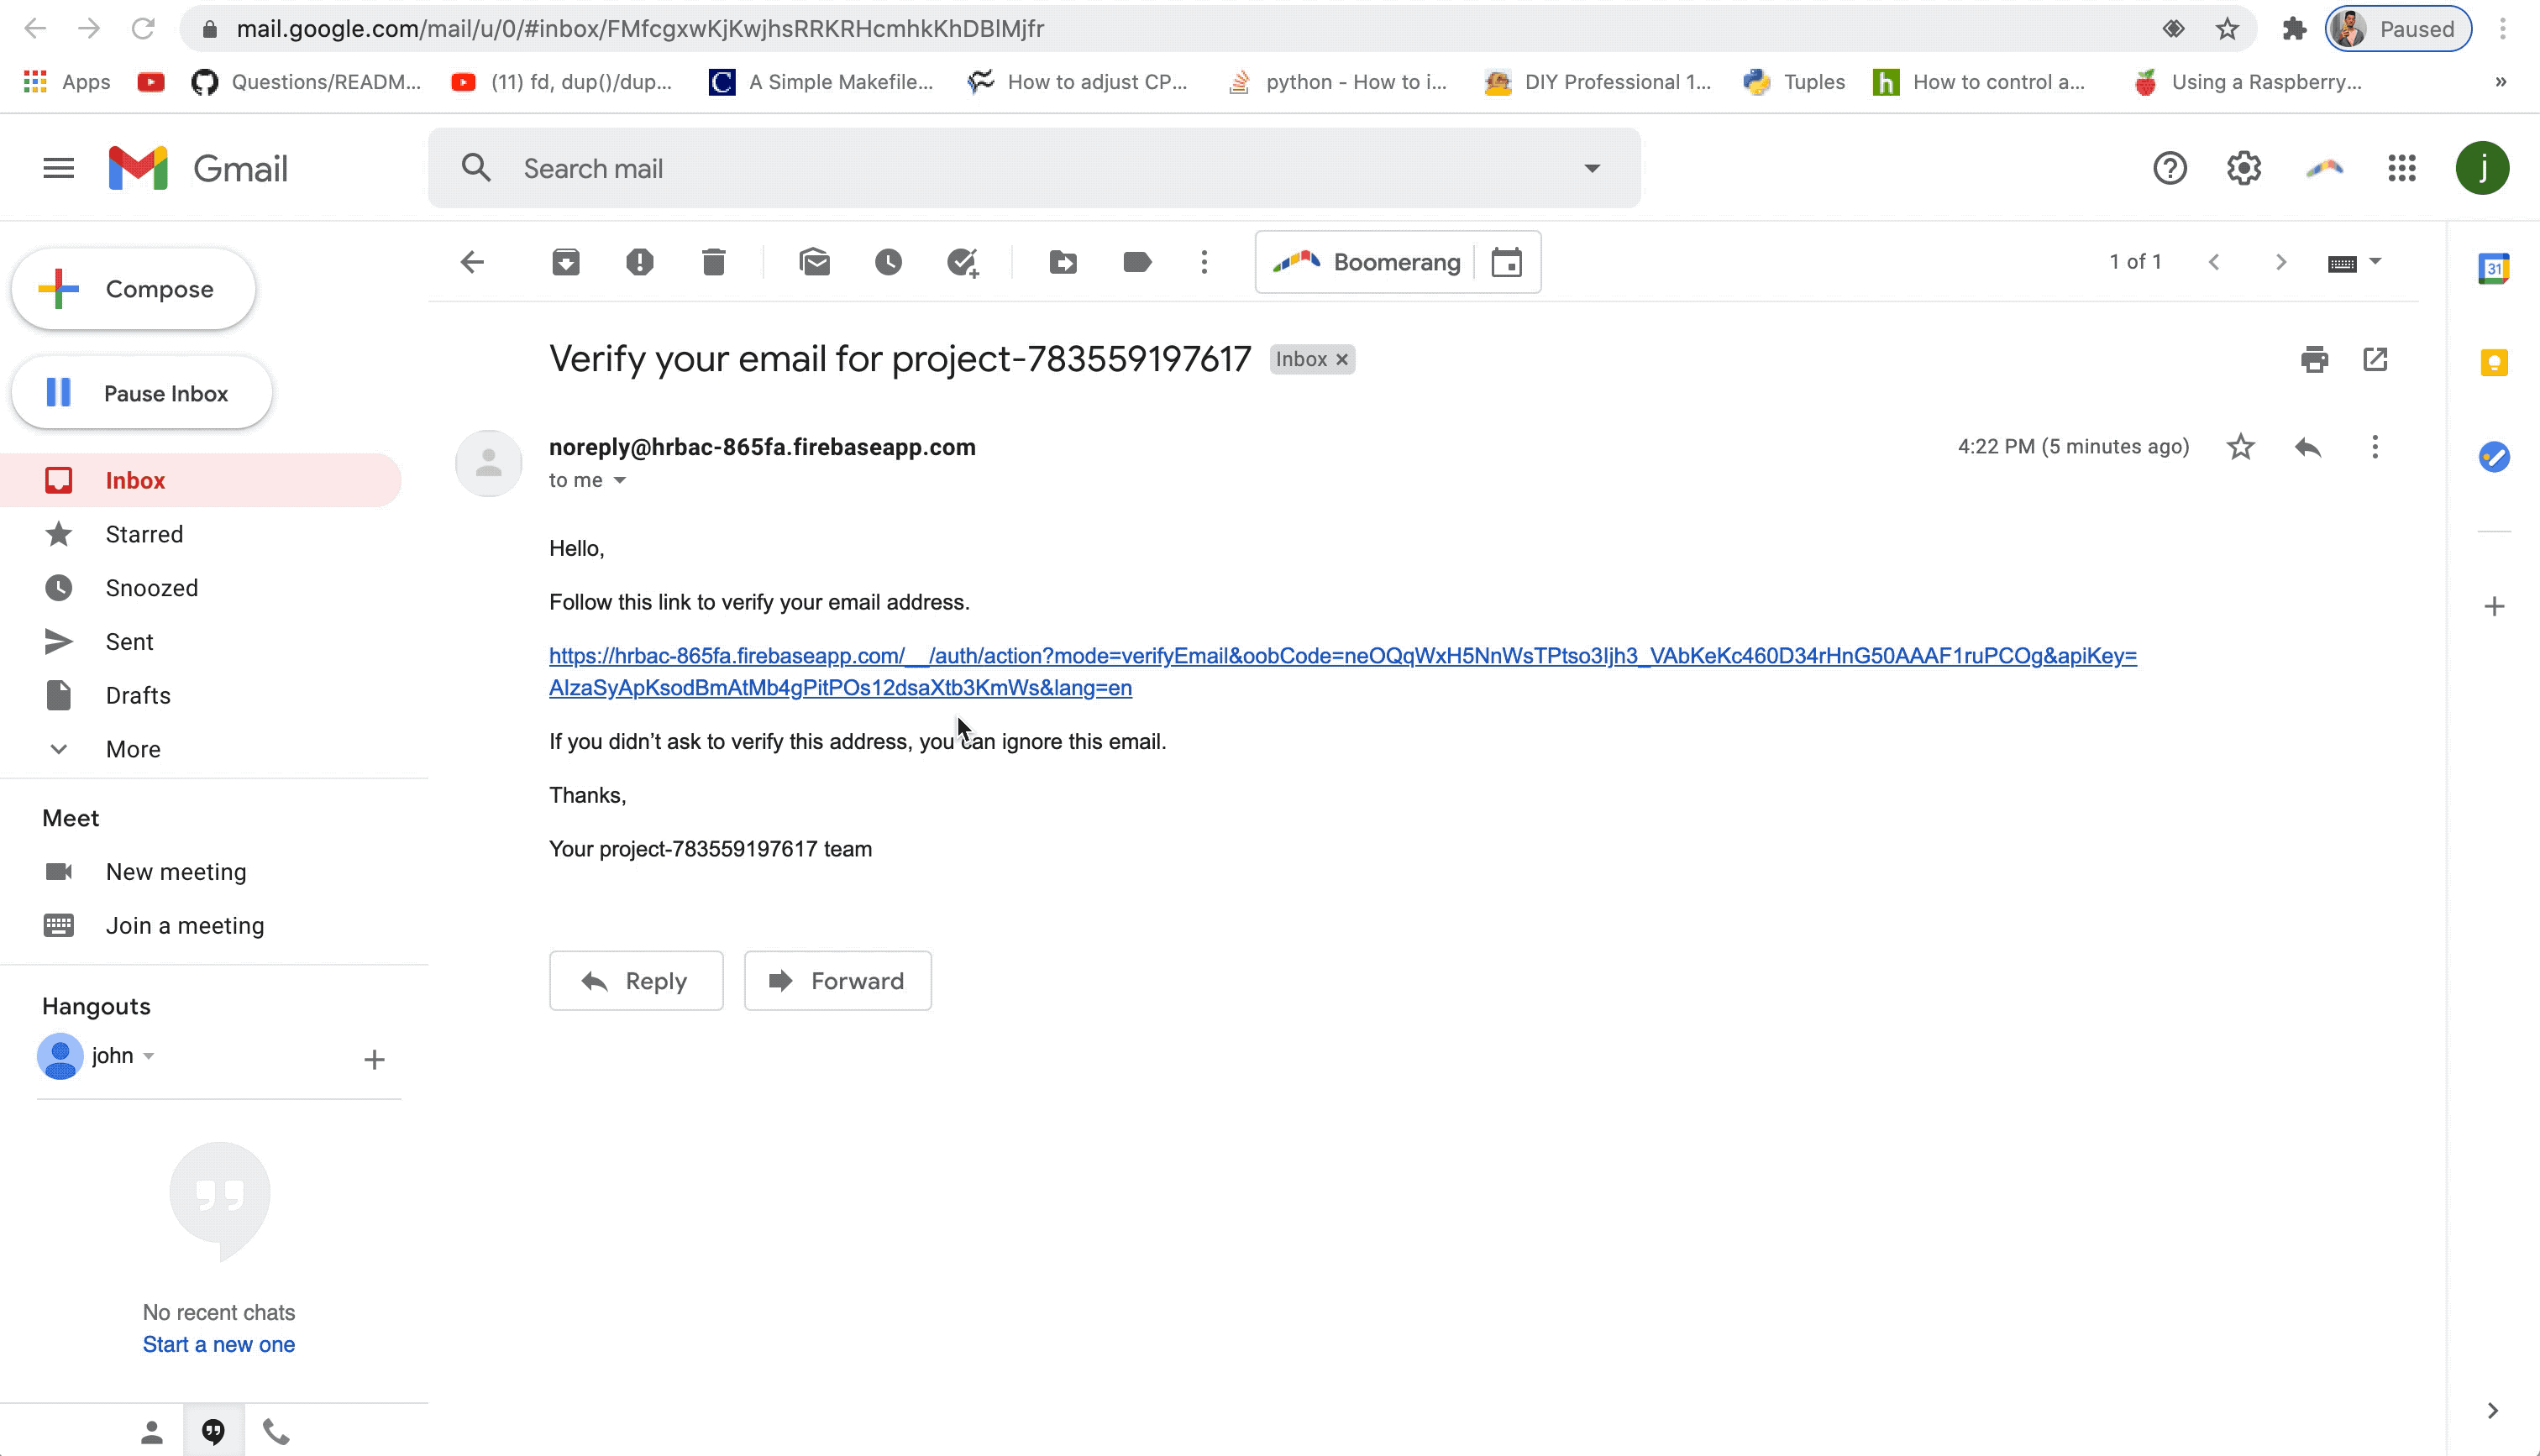 mail.google.com/mail/u/0/#inbox/FMfcgxwKjKwjhsRRKRHcmhkKhDBlMjfr
Paused
Apps
Questions/READM...
(11) fd, dup()/dup...
C
A Simple Makefile...
How to adjust CP...
python - How to i...
DIY Professional 1...
Tuples
h
How to control a...
Using a Raspberry...
»
Gmail
Search mail
j
Compose
Pause Inbox
Inbox
Starred
Snoozed
Sent
Drafts
More
Meet
New meeting
Join a meeting
Hangouts
john
No recent chats
Start a new one
Boomerang
1 of 1
31
Verify your email for project-783559197617
Inbox
noreply@hrbac-865fa.firebaseapp.com
4:22 PM (5 minutes ago)
to me
Hello,
Follow this link to verify your email address.
https://hrbac-865fa.firebaseapp.com/__/auth/action?mode=verifyEmail&oobCode=neOQqWxH5NnWsTPtso3Ijh3_VAbKeKc460D34rHnG50AAAF1ruPCOg&apiKey=
AIzaSyApKsodBmAtMb4gPitPOs12dsaXtb3KmWs&lang=en
If you didn't ask to verify this address, you can ignore this email.
Thanks,
Your project-783559197617 team
Reply
Forward